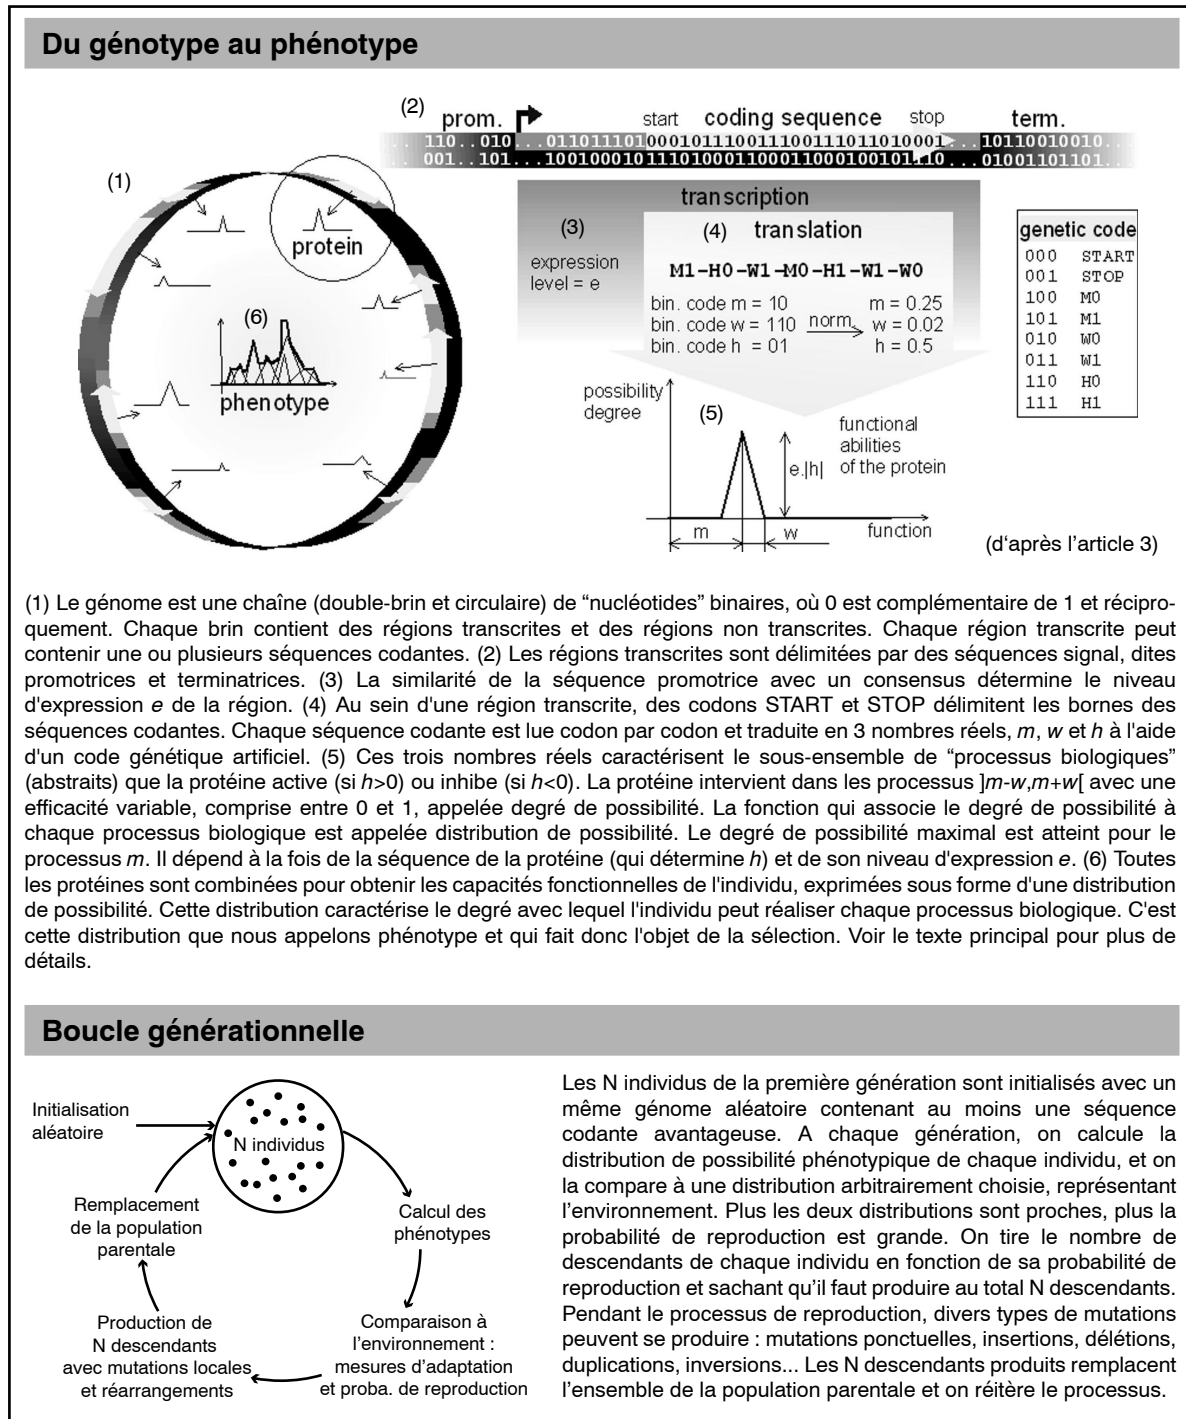 Du génotype au phénotype
(2)
prom.
start
coding sequence
stop
term.
110..010...011011101000101110011100111011010001...10110010010...
001..101...100100010111010001100011000100101110...01001101101...
(1)
protein
(6)
phenotype
transcription
(3)
expression
level = e
(4) translation
M1-H0-W1-M0-H1-W1-W0
bin. code m = 10
bin. code w = 110
bin. code h = 01
norm.
m = 0.25
w = 0.02
h = 0.5
genetic code
000 START
001 STOP
100 M0
101 M1
010 W0
011 W1
110 H0
111 H1
possibility
degree
(5)
e.|h|
functional
abilities
of the protein
m
w
function
(d'après l'article 3)
(1) Le génome est une chaîne (double-brin et circulaire) de “nucléotides” binaires, où 0 est complémentaire de 1 et récipro-
quement. Chaque brin contient des régions transcrites et des régions non transcrites. Chaque région transcrite peut
contenir une ou plusieurs séquences codantes. (2) Les régions transcrites sont délimitées par des séquences signal, dites
promotrices et terminatrices. (3) La similarité de la séquence promotrice avec un consensus détermine le niveau
d'expression e de la région. (4) Au sein d'une région transcrite, des codons START et STOP délimitent les bornes des
séquences codantes. Chaque séquence codante est lue codon par codon et traduite en 3 nombres réels, m, w et h à l'aide
d'un code génétique artificiel. (5) Ces trois nombres réels caractérisent le sous-ensemble de “processus biologiques”
(abstraits) que la protéine active (si h>0) ou inhibe (si h<0). La protéine intervient dans les processus ]m-w,m+w[ avec une
efficacité variable, comprise entre 0 et 1, appelée degré de possibilité. La fonction qui associe le degré de possibilité à
chaque processus biologique est appelée distribution de possibilité. Le degré de possibilité maximal est atteint pour le
processus m. Il dépend à la fois de la séquence de la protéine (qui détermine h) et de son niveau d'expression e. (6) Toutes
les protéines sont combinées pour obtenir les capacités fonctionnelles de l'individu, exprimées sous forme d'une distribution
de possibilité. Cette distribution caractérise le degré avec lequel l'individu peut réaliser chaque processus biologique. C'est
cette distribution que nous appelons phénotype et qui fait donc l'objet de la sélection. Voir le texte principal pour plus de
détails.
Boucle générationnelle
Initialisation
aléatoire
N individus
Calcul des
phénotypes
Comparaison à
l’environnement :
mesures d’adaptation
et proba. de reproduction
Production de
N descendants
avec mutations locales
et réarrangements
Remplacement
de la population
parentale
Les N individus de la première génération sont initialisés avec un
même génome aléatoire contenant au moins une séquence
codante avantageuse. A chaque génération, on calcule la
distribution de possibilité phénotypique de chaque individu, et on
la compare à une distribution arbitrairement choisie, représentant
l’environnement. Plus les deux distributions sont proches, plus la
probabilité de reproduction est grande. On tire le nombre de
descendants de chaque individu en fonction de sa probabilité de
reproduction et sachant qu’il faut produire au total N descendants.
Pendant le processus de reproduction, divers types de mutations
peuvent se produire : mutations ponctuelles, insertions, délétions,
duplications, inversions... Les N descendants produits remplacent
l’ensemble de la population parentale et on réitère le processus.